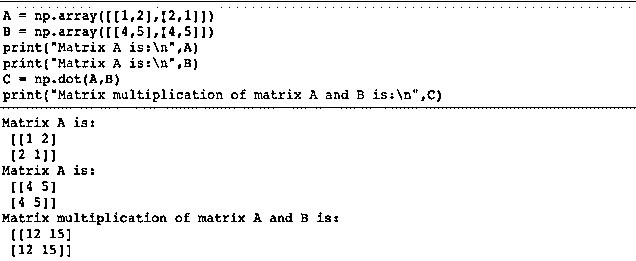 A = np.array([[1,2],[2,1]])
B = np.array([[4,5],[4,5]])
print("Matrix A is:\n",A)
print("Matrix A is:\n",B)
C = np.dot(A,B)
print("Matrix multiplication of matrix A and B is:\n",C)
Matrix A is:
[[1 2]
[2 1]]
Matrix A is:
[[4 5]
[4 5]]
Matrix multiplication of matrix A and B is:
[[12 15]
[12 15]]